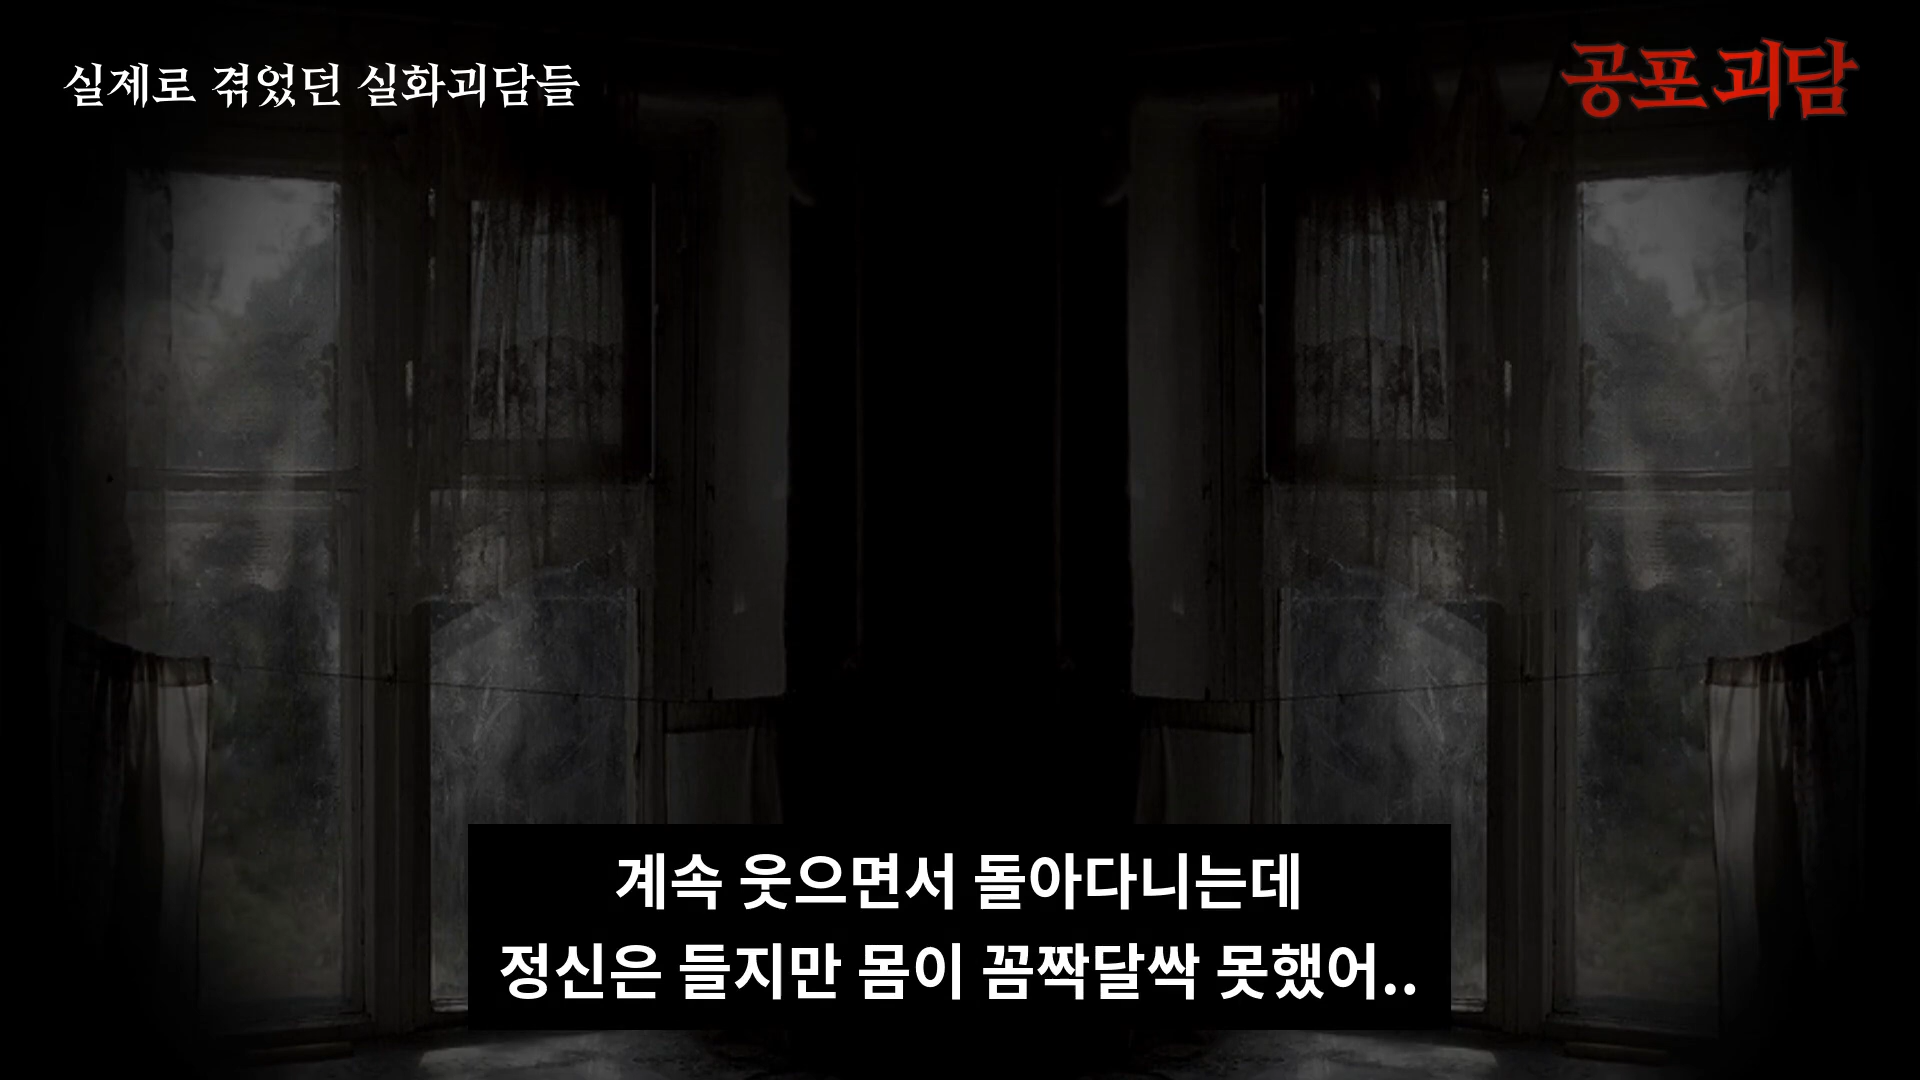 실제로 겪었던 실화괴담들
공포괴담
계속 웃으면서 돌아다니는데
정신은 들지만 몸이 꼼짝달싹 못했어..